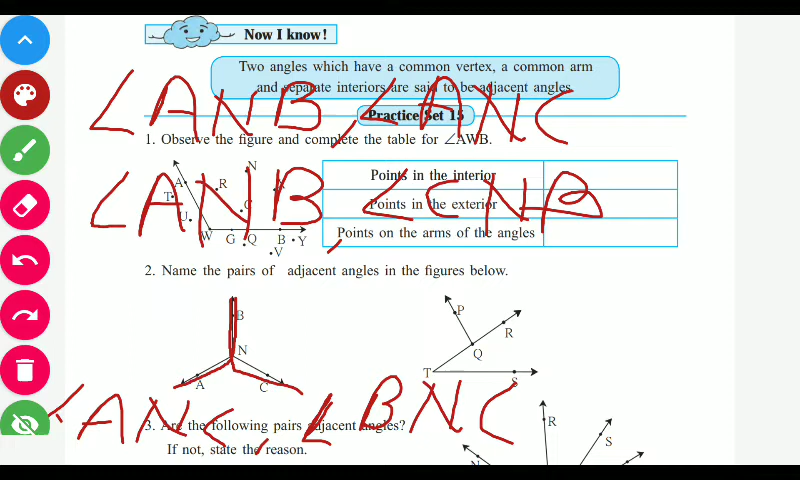 Now I know!
Two angles which have a common vertex, a common arm
and separate interiors are said to be adjacent angles.
∠ANB, ∠ANC
Practice Set 15
1. Observe the figure and complete the table for ∠AWB.
N
A R
T
U
C
W G Q B Y
V
Points in the interior
Points in the exterior
Points on the arms of the angles
∠ANB, ∠CNB
2. Name the pairs of adjacent angles in the figures below.
B
N
A C
P
R
Q
T
S
∠ANC, ∠BNC
3. Are the following pairs adjacent angles?
If not, state the reason.
R
S